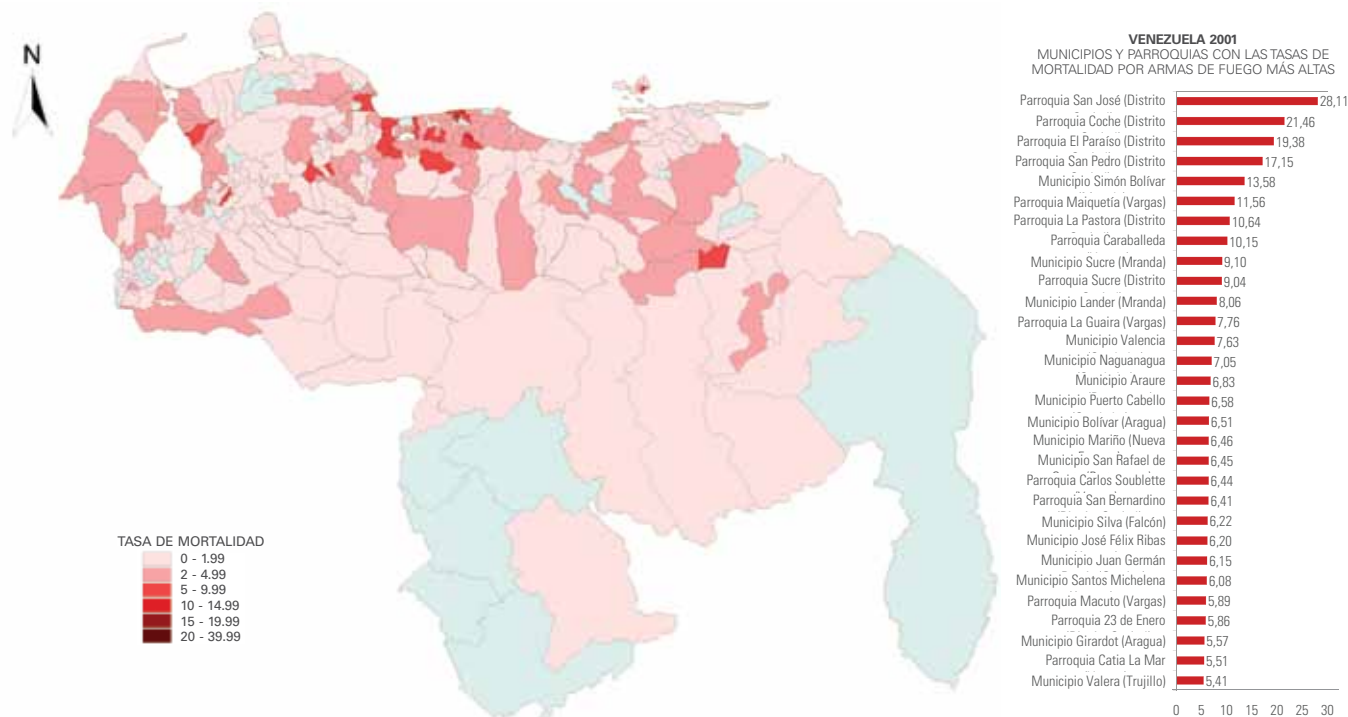 N
TASA DE MORTALIDAD
0 - 1.99
2 - 4.99
5 - 9.99
10 - 14.99
15 - 19.99
20 - 39.99
VENEZUELA 2001
MUNICIPIOS Y PARROQUIAS CON LAS TASAS DE
MORTALIDAD POR ARMAS DE FUEGO MÁS ALTAS
Parroquia San José (Distrito 28,11
Parroquia Coche (Distrito 21,46
Parroquia El Paraíso (Distrito 19,38
Parroquia San Pedro (Distrito 17,15
Municipio Simón Bolívar 13,58
Parroquia Maiquetía (Vargas) 11,56
Parroquia La Pastora (Distrito 10,64
Parroquia Caraballeda 10,15
Municipio Sucre (Mranda) 9,10
Parroquia Sucre (Distrito 9,04
Municipio Lander (Mranda) 8,06
Parroquia La Guaira (Vargas) 7,76
Municipio Valencia 7,63
Municipio Naguanagua 7,05
Municipio Araure 6,83
Municipio Puerto Cabello 6,58
Municipio Bolívar (Aragua) 6,51
Municipio Mariño (Nueva 6,46
Municipio San Rafael de 6,45
Parroquia Carlos Soublette 6,44
Parroquia San Bernardino 6,41
Municipio Silva (Falcón) 6,22
Municipio José Félix Ribas 6,20
Municipio Juan Germán 6,15
Municipio Santos Michelena 6,08
Parroquia Macuto (Vargas) 5,89
Parroquia 23 de Enero 5,86
Municipio Girardot (Aragua) 5,57
Parroquia Catia La Mar 5,51
Municipio Valera (Trujillo) 5,41
0 5 10 15 20 25 30